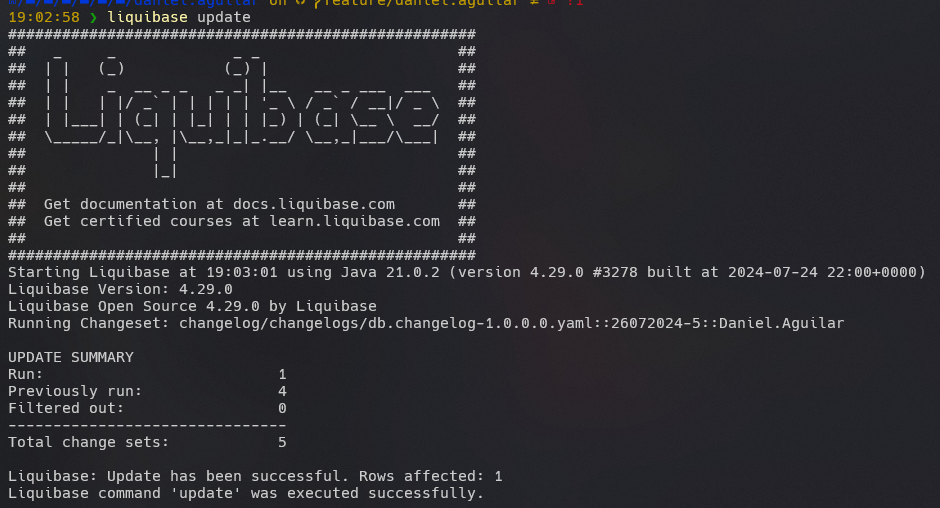 daniel.aguilar on feature/daniel.aguilar
19:02:58 ❯ liquibase update
####################################################
##   _     _             _ _                      ##
##  | |   (_)           (_) |                     ##
##  | |    _  __ _ _   _ _| |__   __ _ ___  ___   ##
##  | |   | |/ _` | | | | | '_ \ / _` / __|/ _ \  ##
##  | |___| | (_| | |_| | | |_) | (_| \__ \  __/  ##
##  \_____/_|\__, |\__,_|_|_.__/ \__,_|___/\___|  ##
##              | |                               ##
##              |_|                               ##
##                                                ##
##  Get documentation at docs.liquibase.com       ##
##  Get certified courses at learn.liquibase.com  ##
##                                                ##
####################################################
Starting Liquibase at 19:03:01 using Java 21.0.2 (version 4.29.0 #3278 built at 2024-07-24 22:00+0000)
Liquibase Version: 4.29.0
Liquibase Open Source 4.29.0 by Liquibase
Running Changeset: changelog/changelogs/db.changelog-1.0.0.0.yaml::26072024-5::Daniel.Aguilar
UPDATE SUMMARY
Run:                          1
Previously run:               4
Filtered out:                 0
-------------------------------
Total change sets:            5
Liquibase: Update has been successful. Rows affected: 1
Liquibase command 'update' was executed successfully.